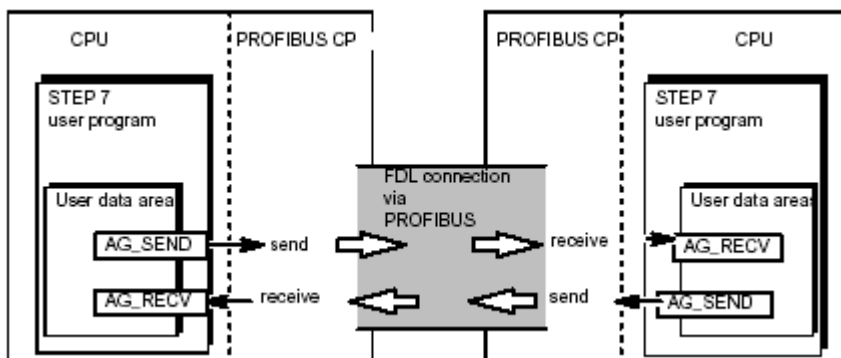 CPU
PROFIBUS CP
PROFIBUS CP
CPU
STEP 7
user program
STEP 7
user program
User data area
FDL connection
via
PROFIBUS
User data areas
AG_SEND
send
receive
AG_RECV
AG_RECV
receive
send
AG_SEND